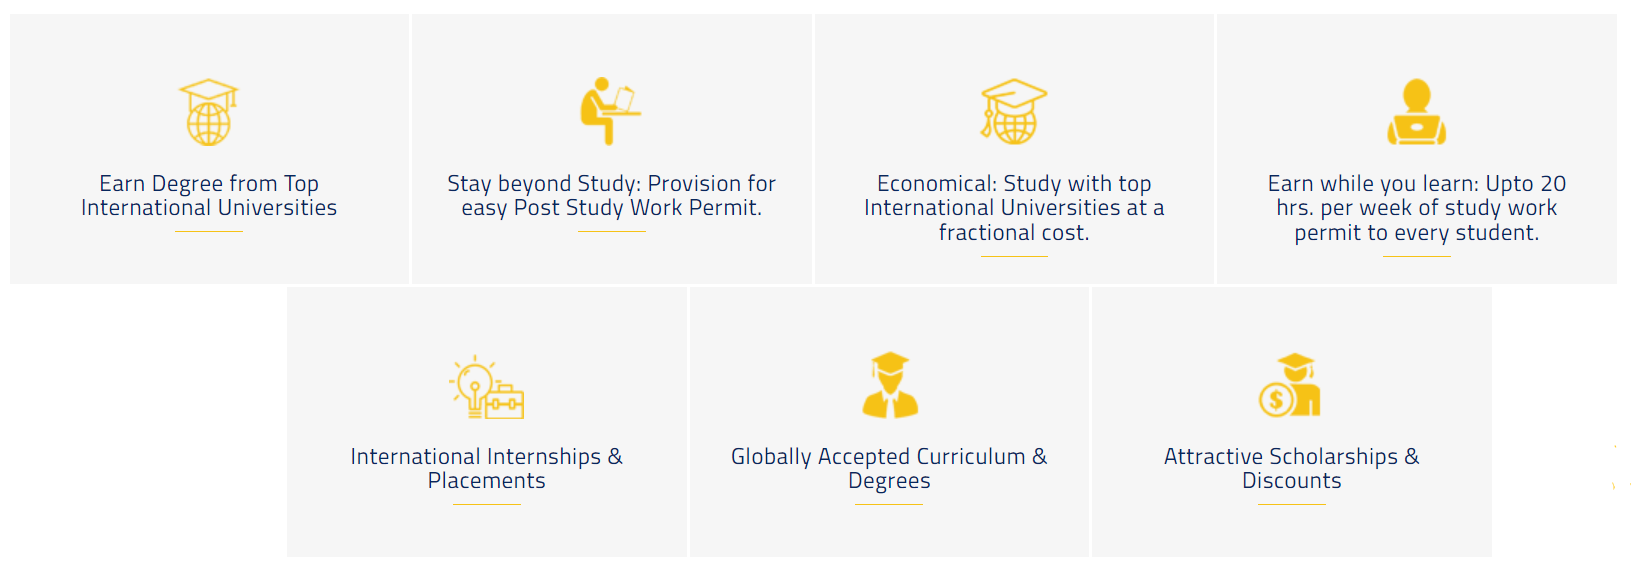 Earn Degree from Top
International Universities
Stay beyond Study: Provision for
easy Post Study Work Permit.
Economical: Study with top
International Universities at a
fractional cost.
Earn while you learn: Upto 20
hrs. per week of study work
permit to every student.
International Internships &
Placements
Globally Accepted Curriculum &
Degrees
Attractive Scholarships &
Discounts